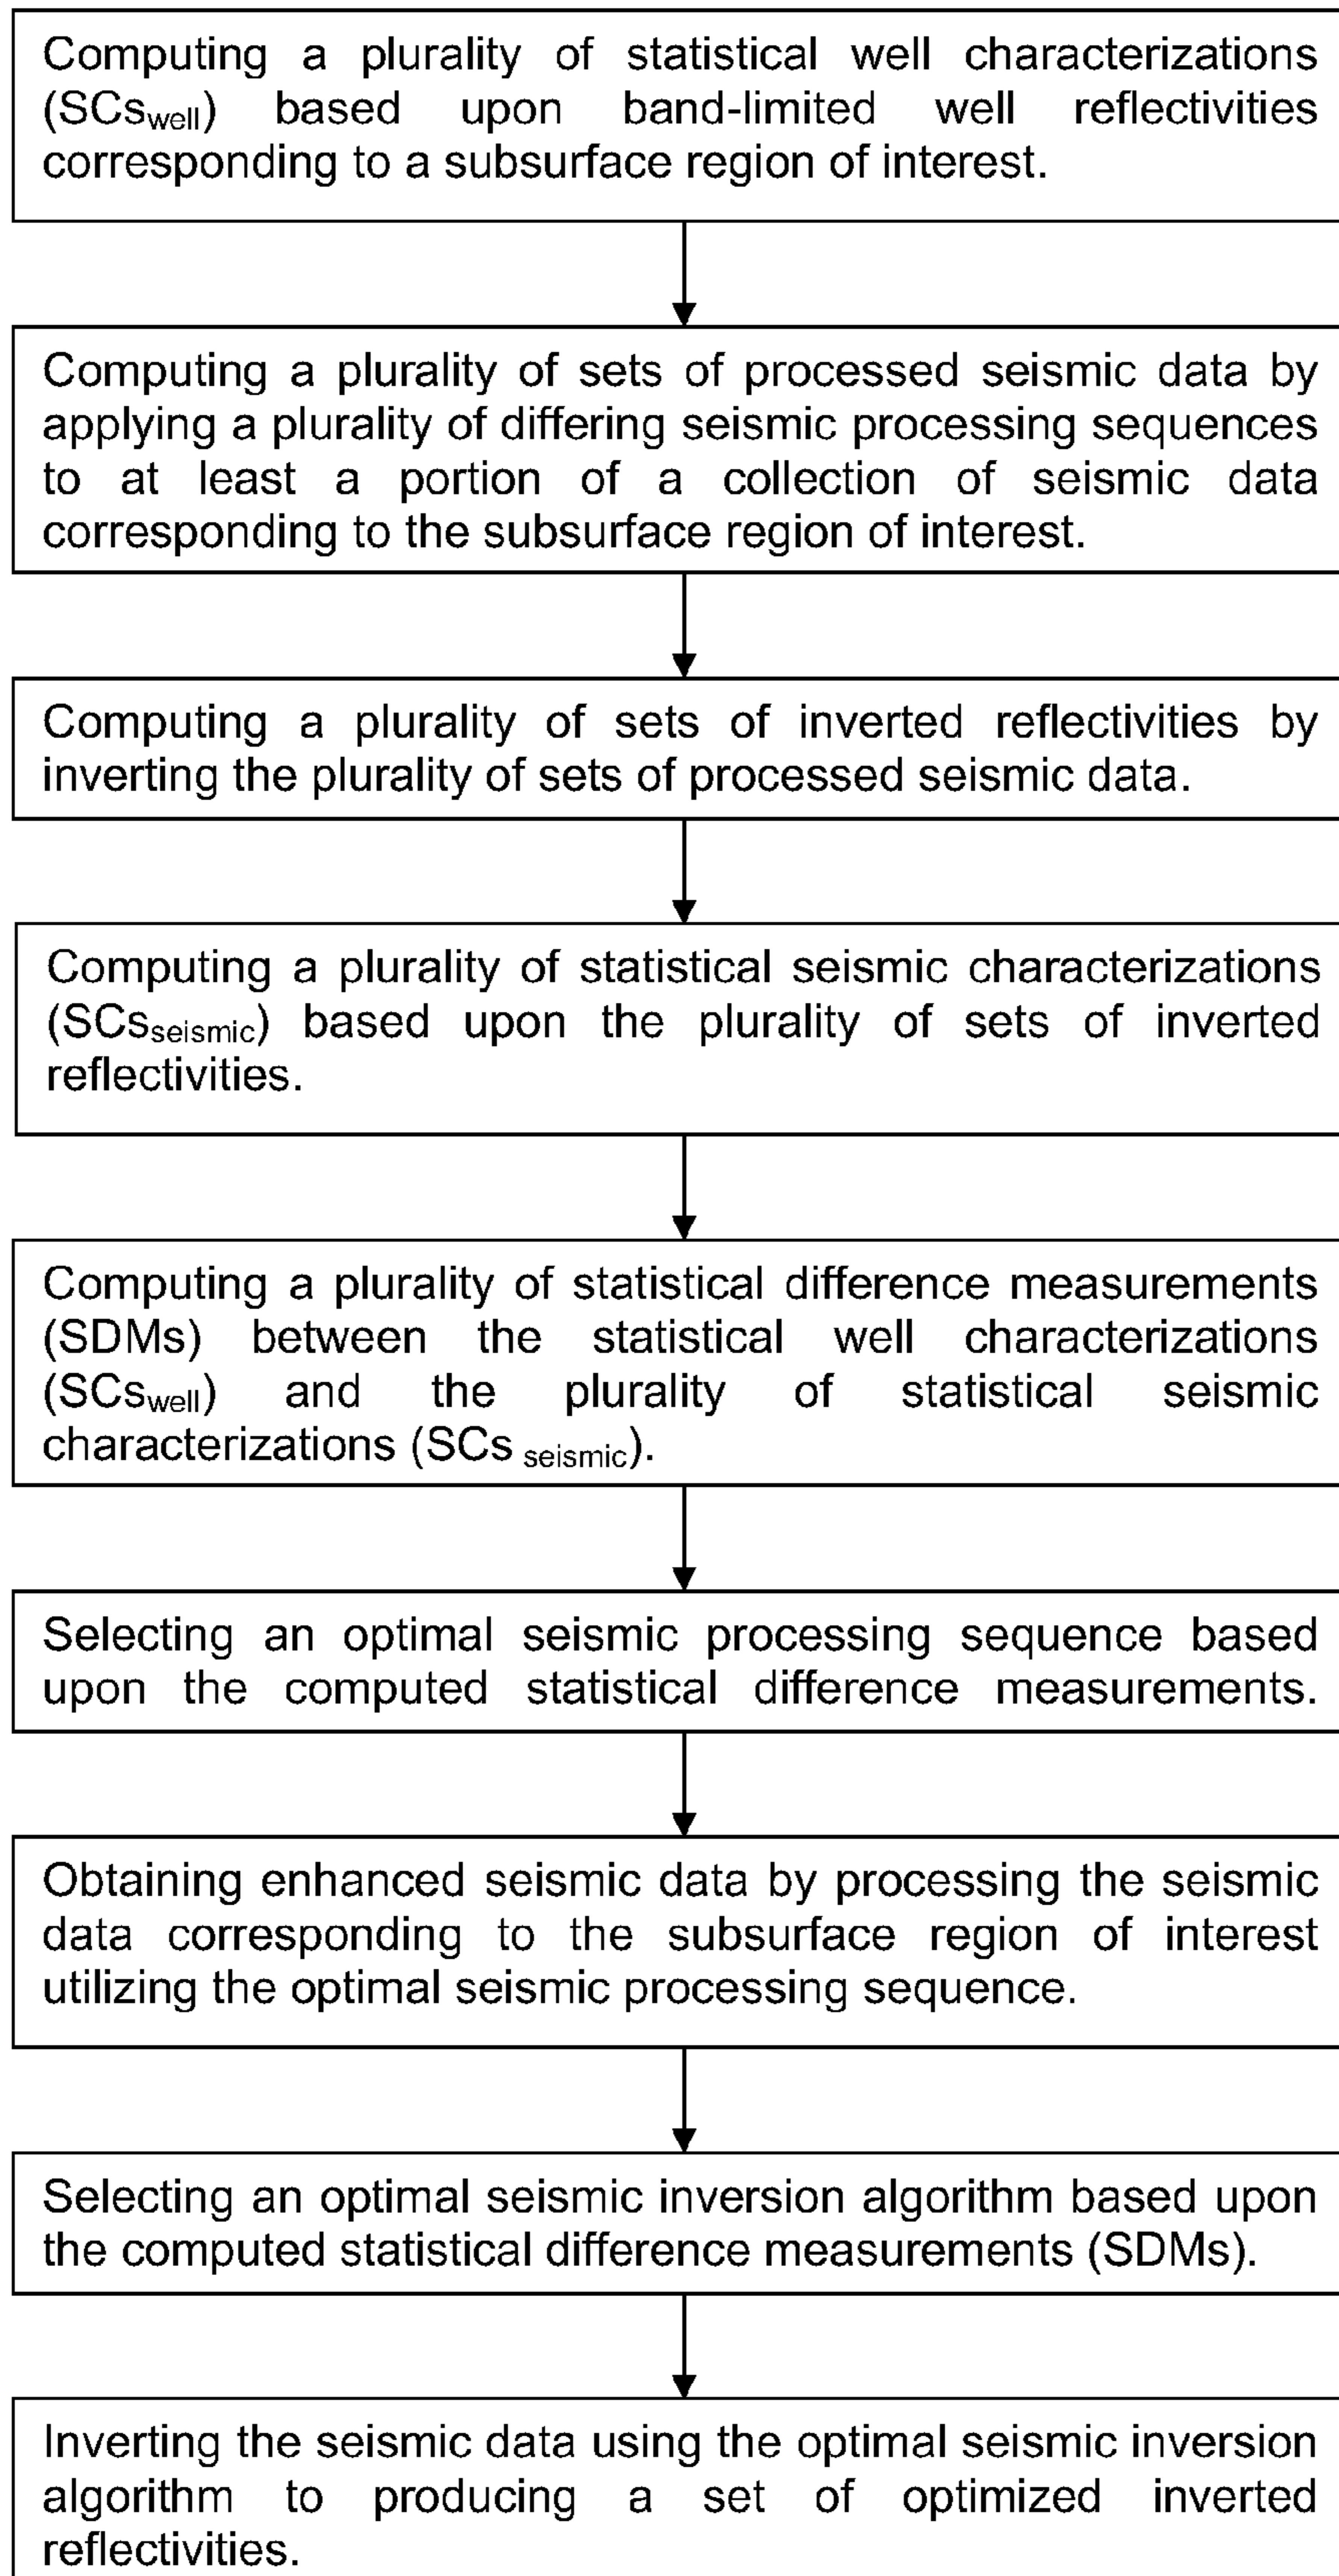 Computing a plurality of statistical well characterizations
(SCswell) based upon band-limited well reflectivities
corresponding to a subsurface region of interest.
Computing a plurality of sets of processed seismic data by
applying a plurality of differing seismic processing sequences
to at least a portion of a collection of seismic data
corresponding to the subsurface region of interest.
Computing a plurality of sets of inverted reflectivities by
inverting the plurality of sets of processed seismic data.
Computing a plurality of statistical seismic characterizations
(SCsseismic) based upon the plurality of sets of inverted
reflectivities.
Computing a plurality of statistical difference measurements
(SDMs) between the statistical well characterizations
(SCswell) and the plurality of statistical seismic
characterizations (SCs seismic).
Selecting an optimal seismic processing sequence based
upon the computed statistical difference measurements.
Obtaining enhanced seismic data by processing the seismic
data corresponding to the subsurface region of interest
utilizing the optimal seismic processing sequence.
Selecting an optimal seismic inversion algorithm based upon
the computed statistical difference measurements (SDMs).
Inverting the seismic data using the optimal seismic inversion
algorithm to producing a set of optimized inverted
reflectivities.